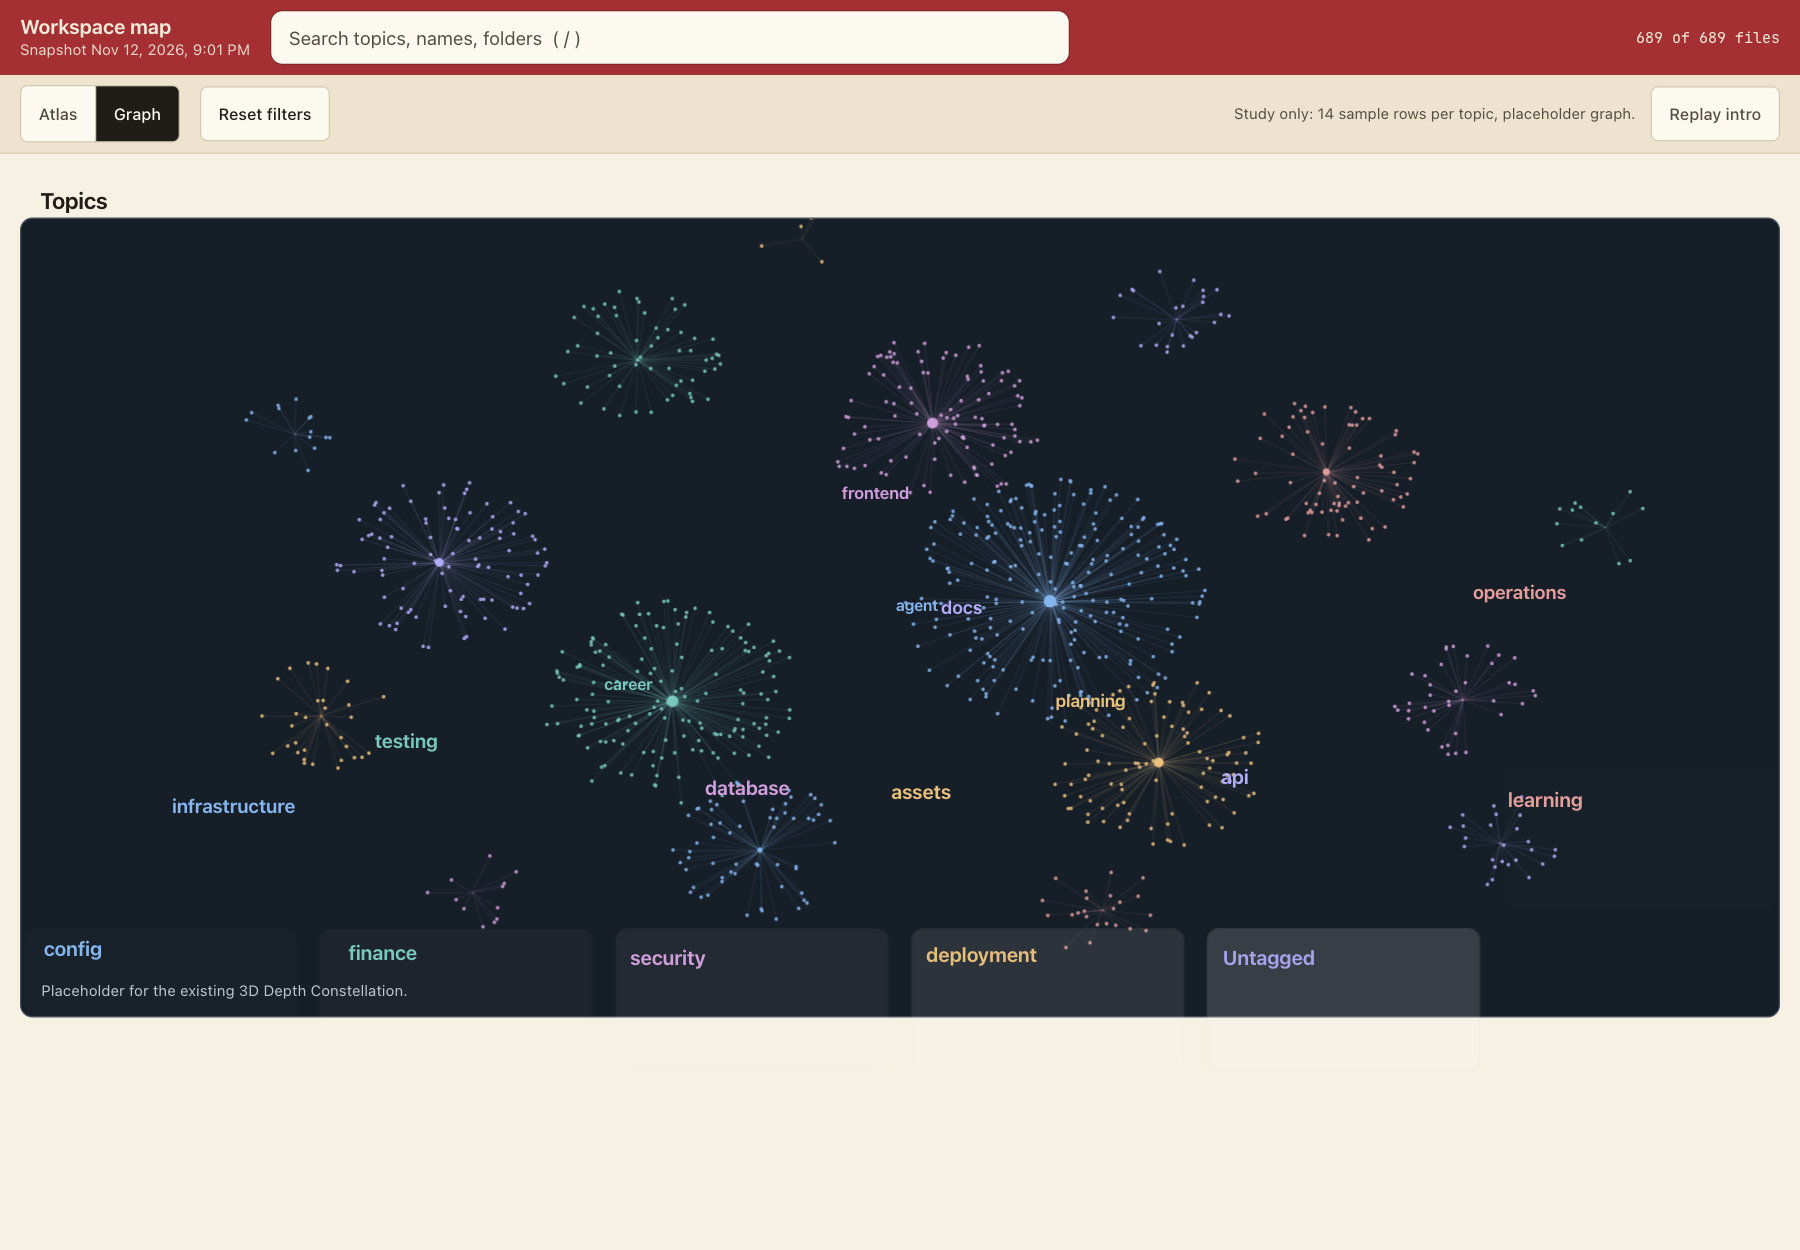 Workspace map
Snapshot Nov 12, 2026, 9:01 PM
Search topics, names, folders ( / )
689 of 689 files
Atlas
Graph
Reset filters
Study only: 14 sample rows per topic, placeholder graph.
Replay intro
Topics
frontend
agent
docs
operations
career
planning
testing
database
assets
api
infrastructure
learning
config
finance
security
deployment
Untagged
Placeholder for the existing 3D Depth Constellation.